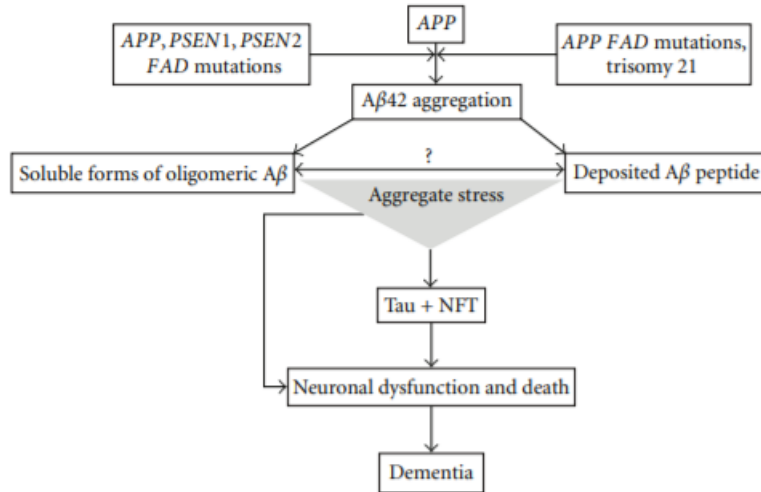 APP
APP, PSEN1, PSEN2
FAD mutations
APP FAD mutations,
trisomy 21
Aβ42 aggregation
Soluble forms of oligomeric Aβ
?
Deposited Aβ peptide
Aggregate stress
Tau + NFT
Neuronal dysfunction and death
Dementia